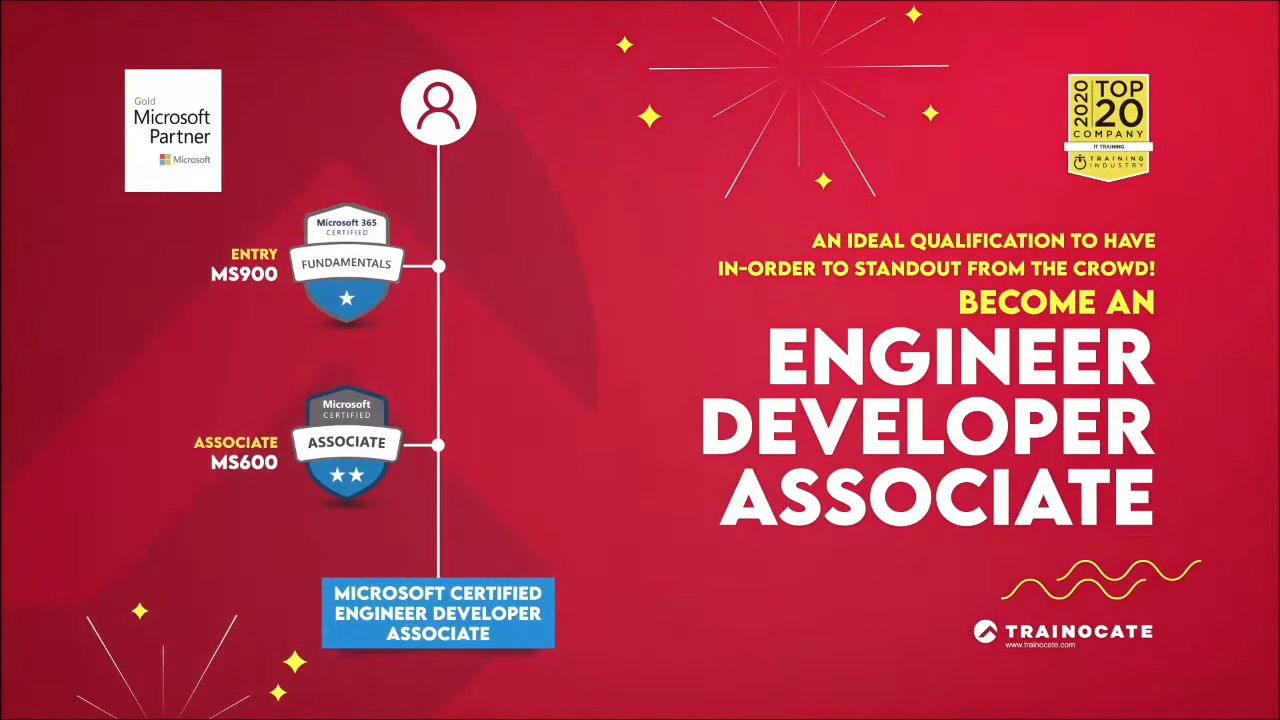 Gold
Microsoft
Partner
Microsoft
Microsoft 365
CERTIFIED
FUNDAMENTALS
ENTRY
MS900
Microsoft
CERTIFIED
ASSOCIATE
ASSOCIATE
MS600
MICROSOFT CERTIFIED
ENGINEER DEVELOPER
ASSOCIATE
2020
TOP
20
COMPANY
IT TRAINING
TRAINING
INDUSTRY
AN IDEAL QUALIFICATION TO HAVE
IN-ORDER TO STANDOUT FROM THE CROWD!
BECOME AN
ENGINEER
DEVELOPER
ASSOCIATE
TRAINOCATE
www.trainocate.com